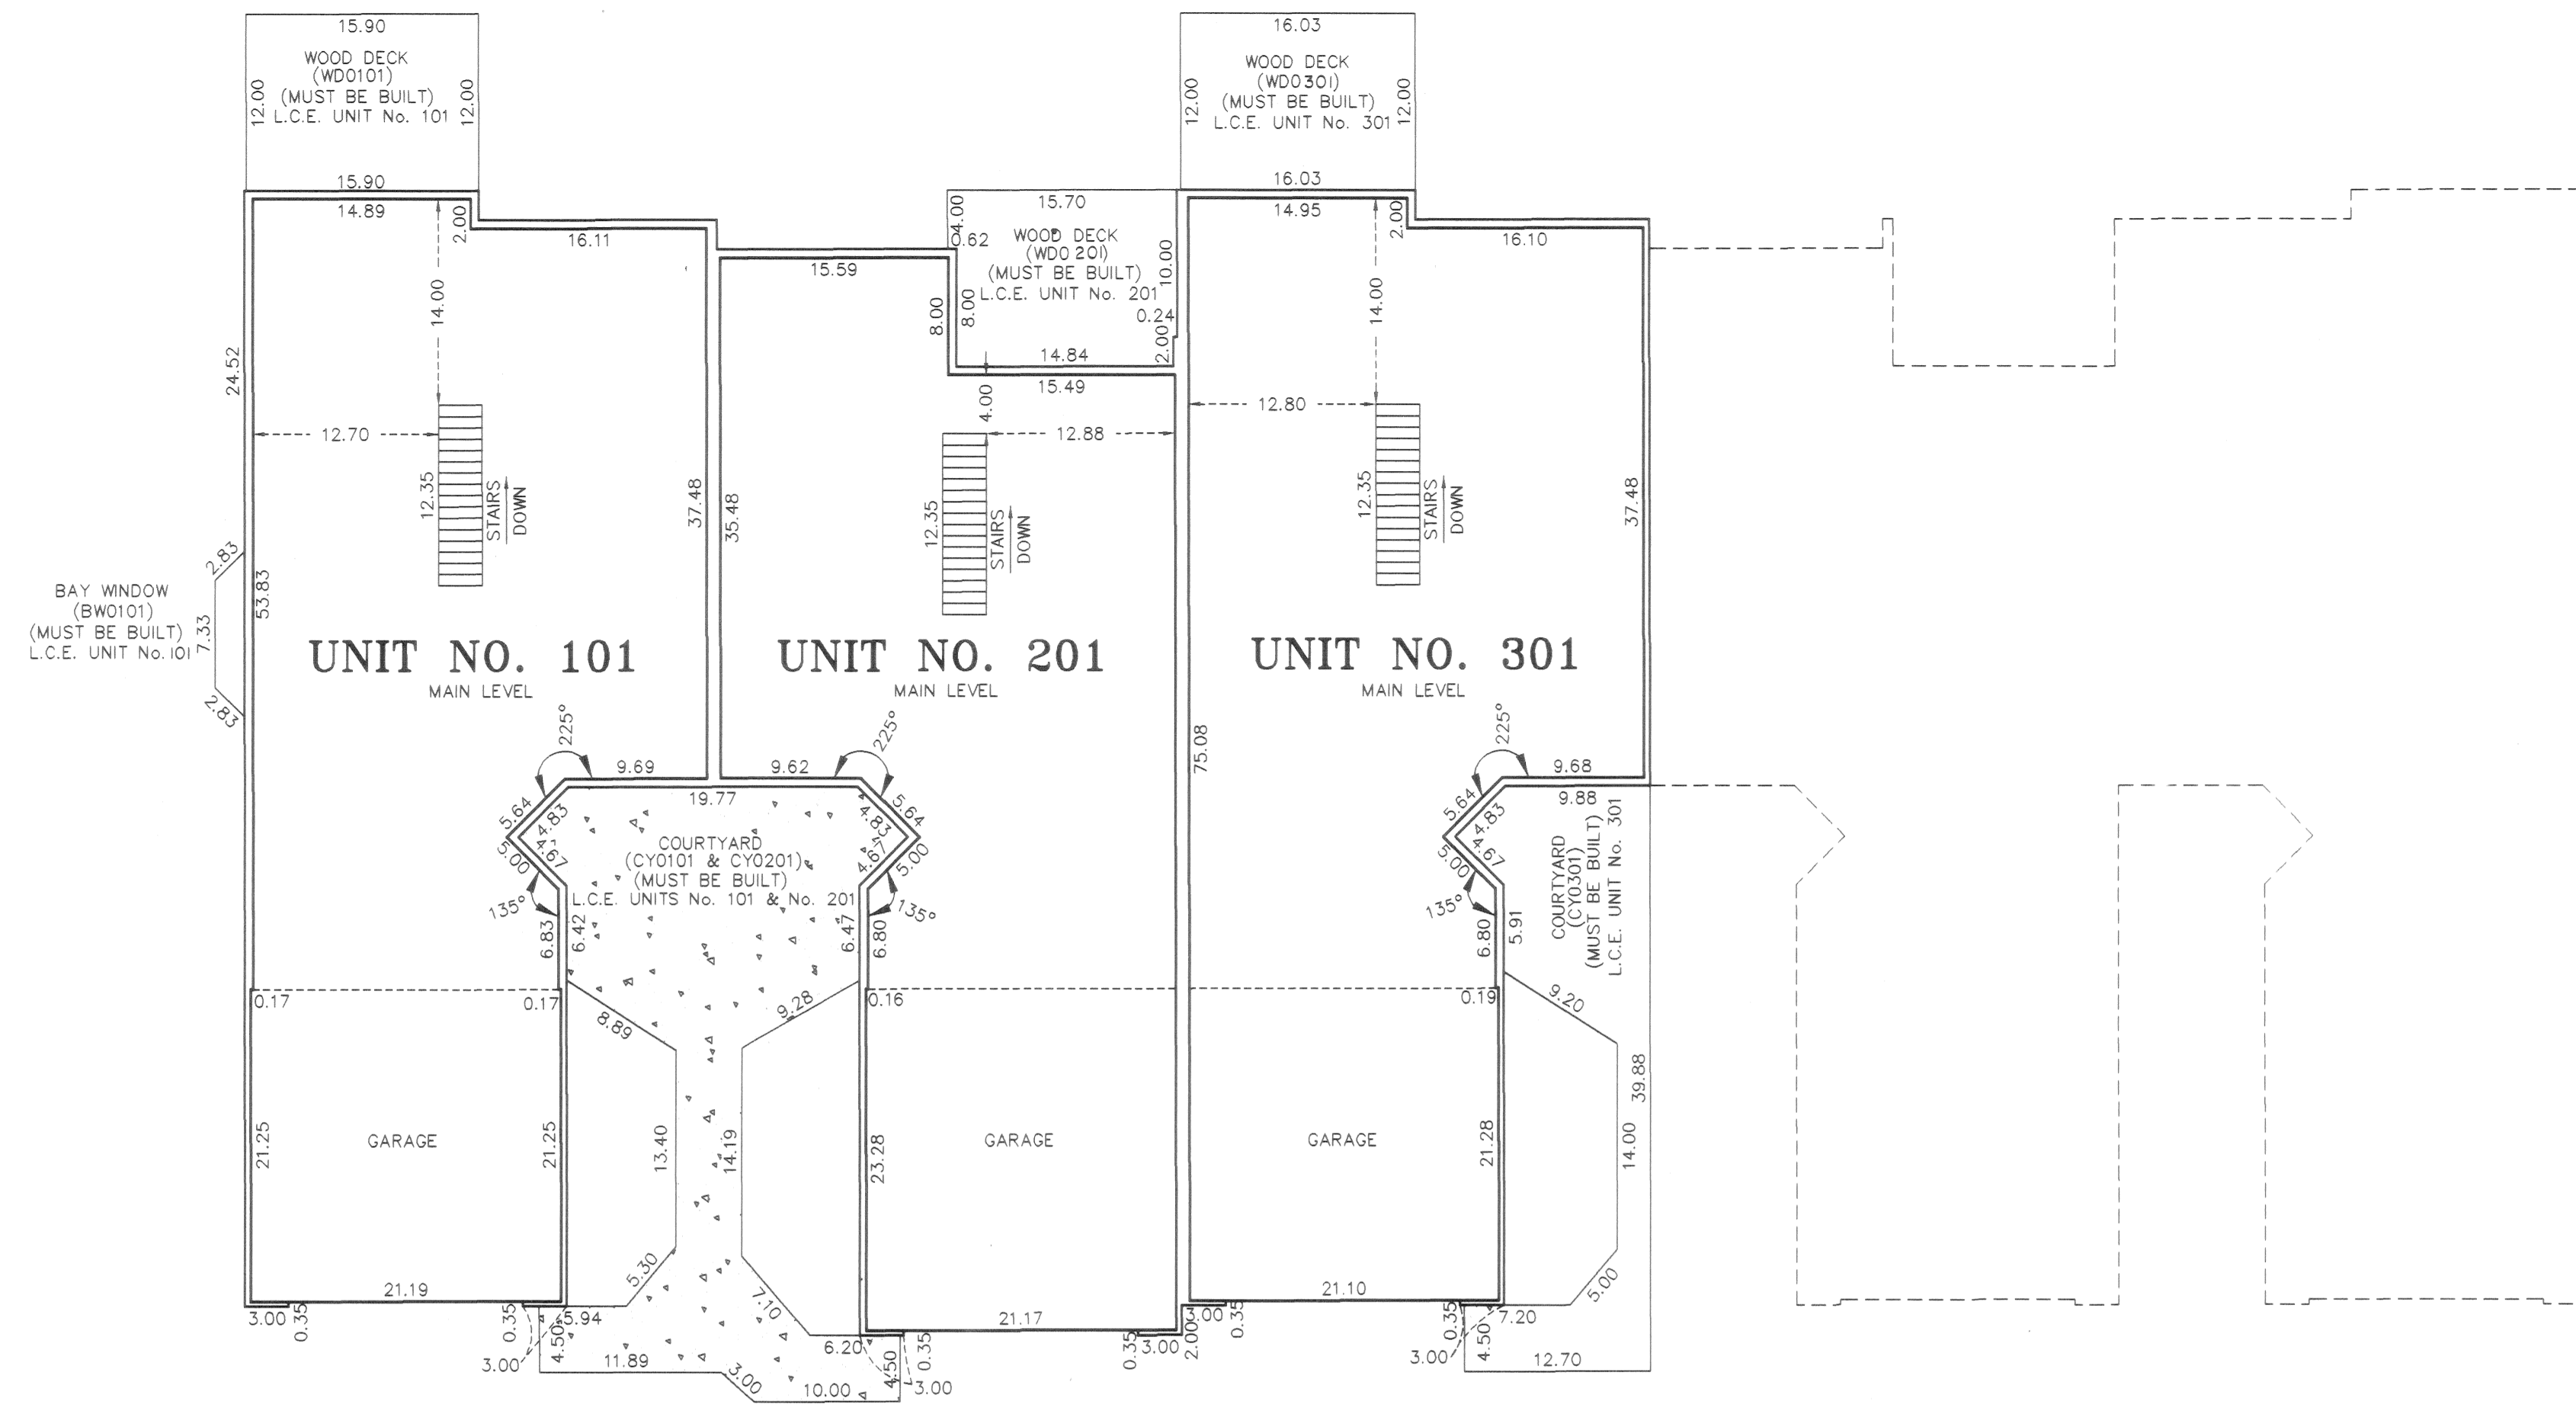 15.90
WOOD DECK
(WD0101)
(MUST BE BUILT)
L.C.E. UNIT No. 101
12.00
12.00
15.90
14.89
2.00
16.11
14.00
24.52
12.70
12.35
STAIRS
DOWN
37.48
53.83
2.83
BAY WINDOW
(BW0101)
(MUST BE BUILT)
L.C.E. UNIT No. 101
7.33
2.83
UNIT NO. 101
MAIN LEVEL
225°
9.69
5.64
4.83
4.67
5.00
135°
6.83
6.42
0.17
0.17
21.25
GARAGE
21.25
21.19
3.00
0.35
0.35
3.00
5.94
4.50
11.89
3.00
10.00
15.70
4.00
0.62
WOOD DECK
(WD0201)
(MUST BE BUILT)
L.C.E. UNIT No. 201
10.00
0.24
2.00
15.59
8.00
8.00
14.84
15.49
4.00
12.88
12.35
STAIRS
DOWN
35.48
UNIT NO. 201
MAIN LEVEL
9.62
225°
19.77
5.64
4.83
4.67
5.00
135°
COURTYARD
(CY0101 & CY0201)
(MUST BE BUILT)
L.C.E. UNITS No. 101 & No. 201
6.47
6.80
8.89
9.28
13.40
14.19
5.30
7.10
0.16
GARAGE
23.28
21.17
6.20
4.50
0.35
3.00
0.35
3.00
2.00
16.03
WOOD DECK
(WD0301)
(MUST BE BUILT)
L.C.E. UNIT No. 301
12.00
12.00
16.03
14.95
2.00
16.10
14.00
12.80
12.35
STAIRS
DOWN
37.48
UNIT NO. 301
MAIN LEVEL
75.08
225°
9.68
9.88
5.64
4.83
4.67
5.00
135°
6.80
5.91
COURTYARD
(CY0301)
(MUST BE BUILT)
L.C.E. UNIT No. 301
0.19
9.20
39.88
14.00
GARAGE
21.28
21.10
3.00
0.35
0.35
3.00
4.50
7.20
5.00
12.70